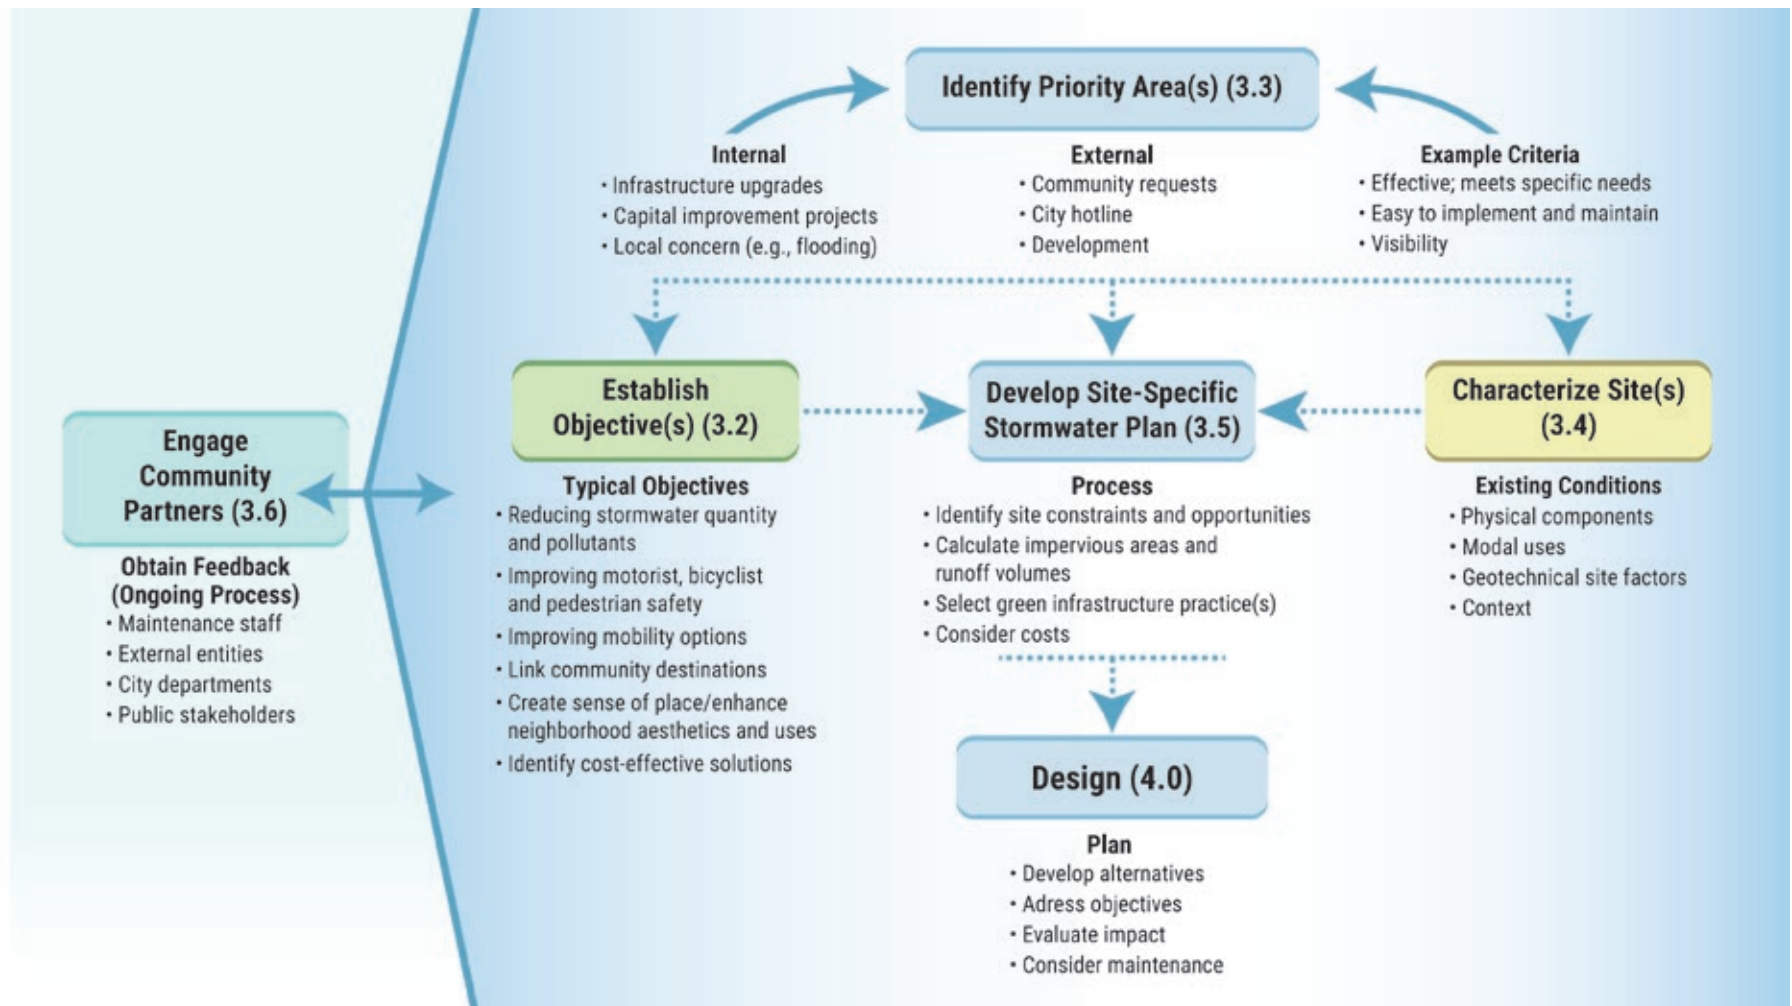 Identify Priority Area(s) (3.3)
Internal
• Infrastructure upgrades
• Capital improvement projects
• Local concern (e.g., flooding)
External
• Community requests
• City hotline
• Development
Example Criteria
• Effective; meets specific needs
• Easy to implement and maintain
• Visibility
Engage
Community
Partners (3.6)
Obtain Feedback
(Ongoing Process)
• Maintenance staff
• External entities
• City departments
• Public stakeholders
Establish
Objective(s) (3.2)
Typical Objectives
• Reducing stormwater quantity
and pollutants
• Improving motorist, bicyclist
and pedestrian safety
• Improving mobility options
• Link community destinations
• Create sense of place/enhance
neighborhood aesthetics and uses
• Identify cost-effective solutions
Develop Site-Specific
Stormwater Plan (3.5)
Process
• Identify site constraints and opportunities
• Calculate impervious areas and
runoff volumes
• Select green infrastructure practice(s)
• Consider costs
Characterize Site(s)
(3.4)
Existing Conditions
• Physical components
• Modal uses
• Geotechnical site factors
• Context
Design (4.0)
Plan
• Develop alternatives
• Adress objectives
• Evaluate impact
• Consider maintenance